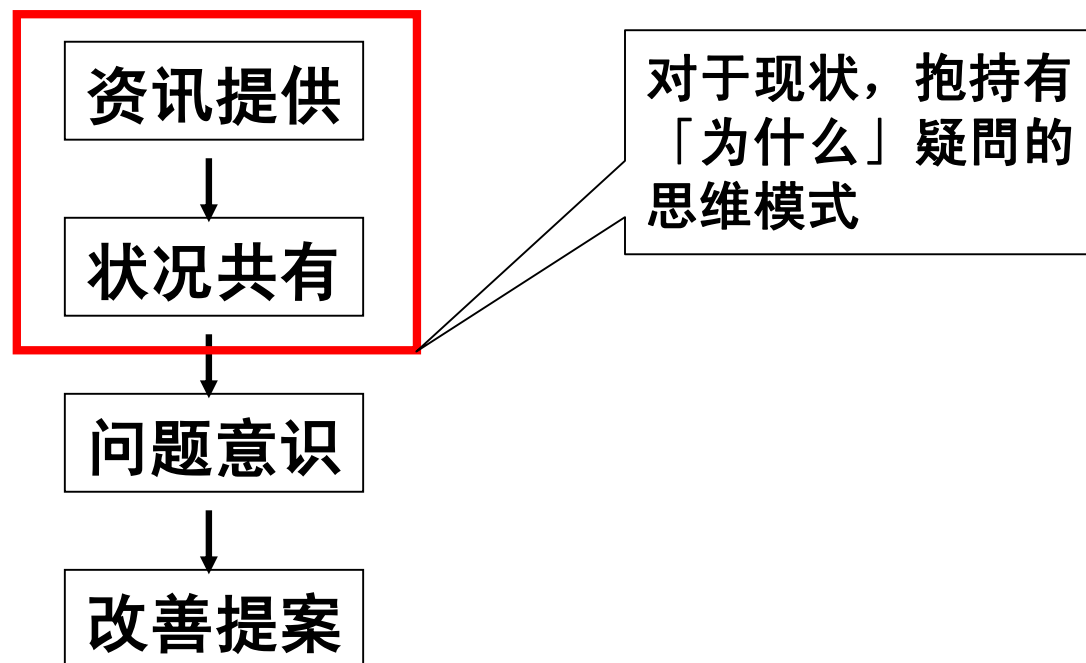 资讯提供
状况共有
问题意识
改善提案
对于现状，抱持有
「为什么」疑問的
思维模式